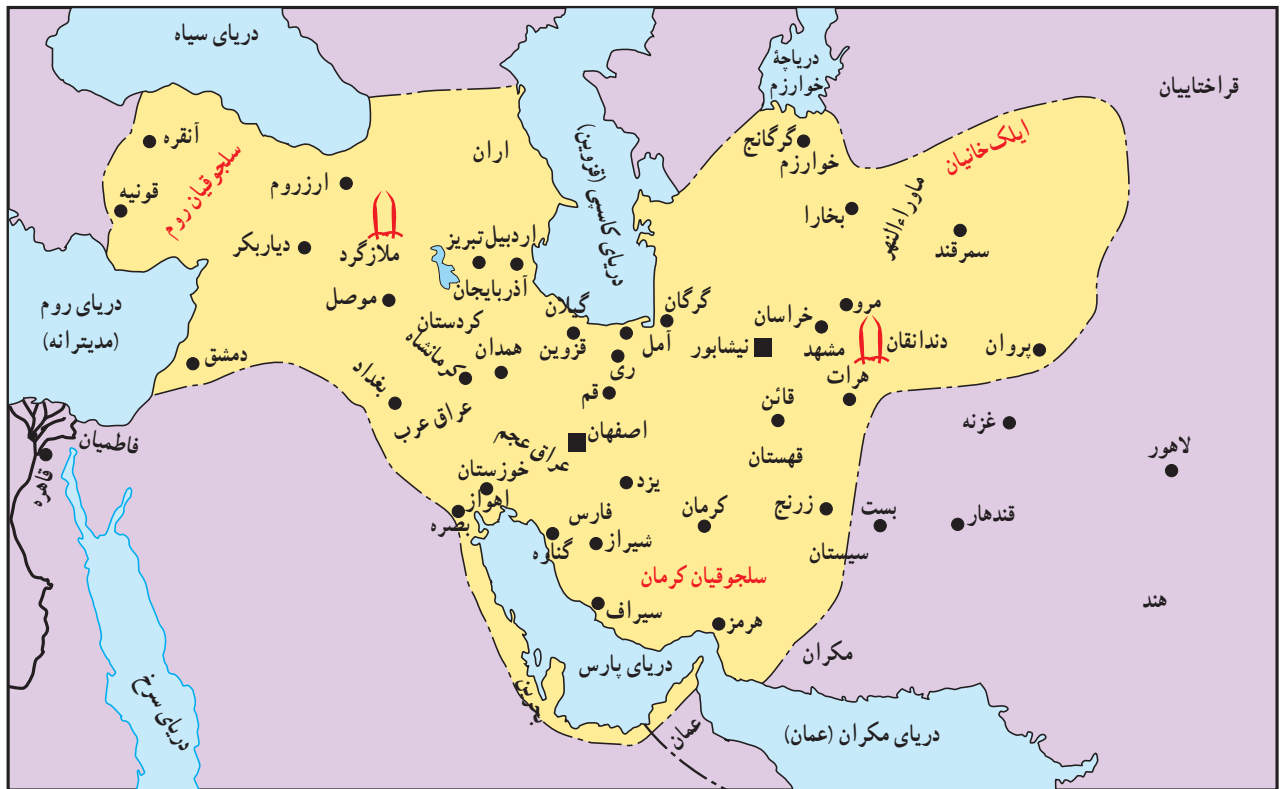 دریای سیاه
دریاچهٔ
خوارزم
قراختاییان
ایلک‌خانیان
گرگانج
خوارزم
آنقره
اران
دریای کاسپی (قزوین)
سلجوقیان روم
ارزروم
قونیه
بخارا
ماوراءالنهر
سمرقند
دیاربکر
ملازگرد
اردبیل
تبریز
آذربایجان
موصل
دریای روم
(مدیترانه)
گیلان
گرگان
مرو
خراسان
کردستان
قزوین
آمل
نیشابور
مشهد
دندانقان
پروان
دمشق
کرمانشاه
همدان
ری
هرات
بغداد
قم
قائن
عراق عرب
غزنه
فاطمیان
اصفهان
عراق عجم
قهستان
لاهور
قاهره
خوزستان
یزد
اهواز
بصره
فارس
کرمان
زرنج
بست
قندهار
گناوه
شیراز
سیستان
سلجوقیان کرمان
سیراف
هرمز
هند
دریای پارس
مکران
بحرین
دریای سرخ
عمان
دریای مکران (عمان)